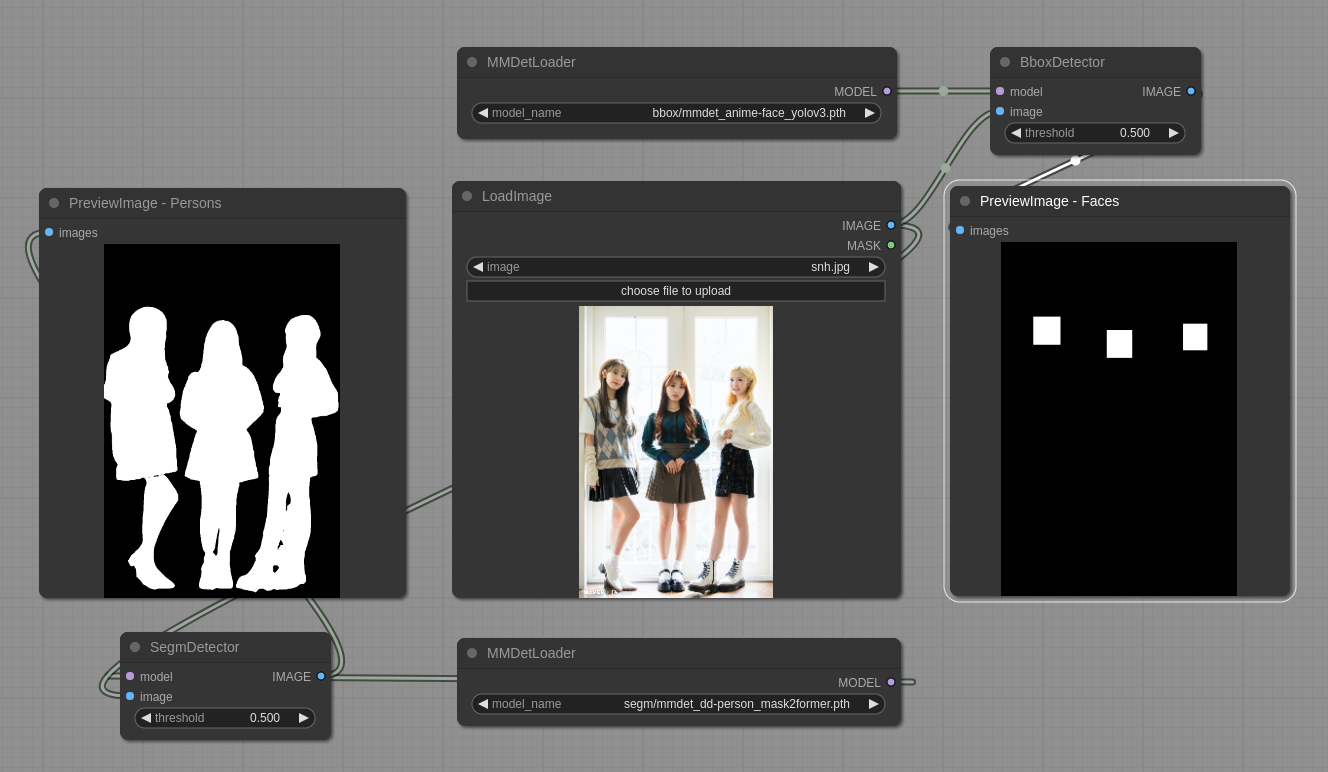 MMDetLoader
MODEL
model_name bbox/mmdet_anime-face_yolov3.pth
BboxDetector
model IMAGE
image
threshold 0.500
PreviewImage - Persons
images
LoadImage
IMAGE
MASK
image snh.jpg
choose file to upload
PreviewImage - Faces
images
SegmDetector
model IMAGE
image
threshold 0.500
MMDetLoader
MODEL
model_name segm/mmdet_dd-person_mask2former.pth